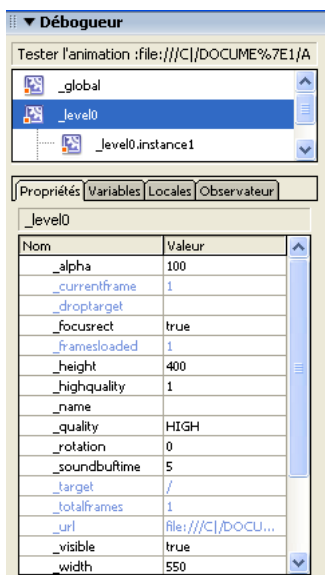 Débogueur
Tester l'animation :file:///C|/DOCUME%7E1/A
_global
_level0
_level0.instance1
Propriétés Variables Locales Observateur
_level0
Nom Valeur
_alpha 100
_currentframe 1
_droptarget
_focusrect true
_framesloaded 1
_height 400
_highquality 1
_name
_quality HIGH
_rotation 0
_soundbuftime 5
_target /
_totalframes 1
_url file:///C|/DOCU...
_visible true
_width 550